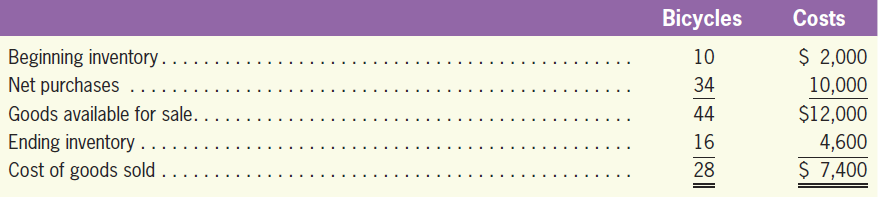 Bicycles Costs
Beginning inventory . . . . . . . . . . . . . . . . . . . . . . . . . . . . . . . . . . . . . . . . . . . . . . . . . 10 $ 2,000
Net purchases . . . . . . . . . . . . . . . . . . . . . . . . . . . . . . . . . . . . . . . . . . . . . . . . . . . . 34 10,000
Goods available for sale. . . . . . . . . . . . . . . . . . . . . . . . . . . . . . . . . . . . . . . . . . . . . 44 $12,000
Ending inventory . . . . . . . . . . . . . . . . . . . . . . . . . . . . . . . . . . . . . . . . . . . . . . . . . . . 16 4,600
Cost of goods sold . . . . . . . . . . . . . . . . . . . . . . . . . . . . . . . . . . . . . . . . . . . . . . . . . 28 $ 7,400